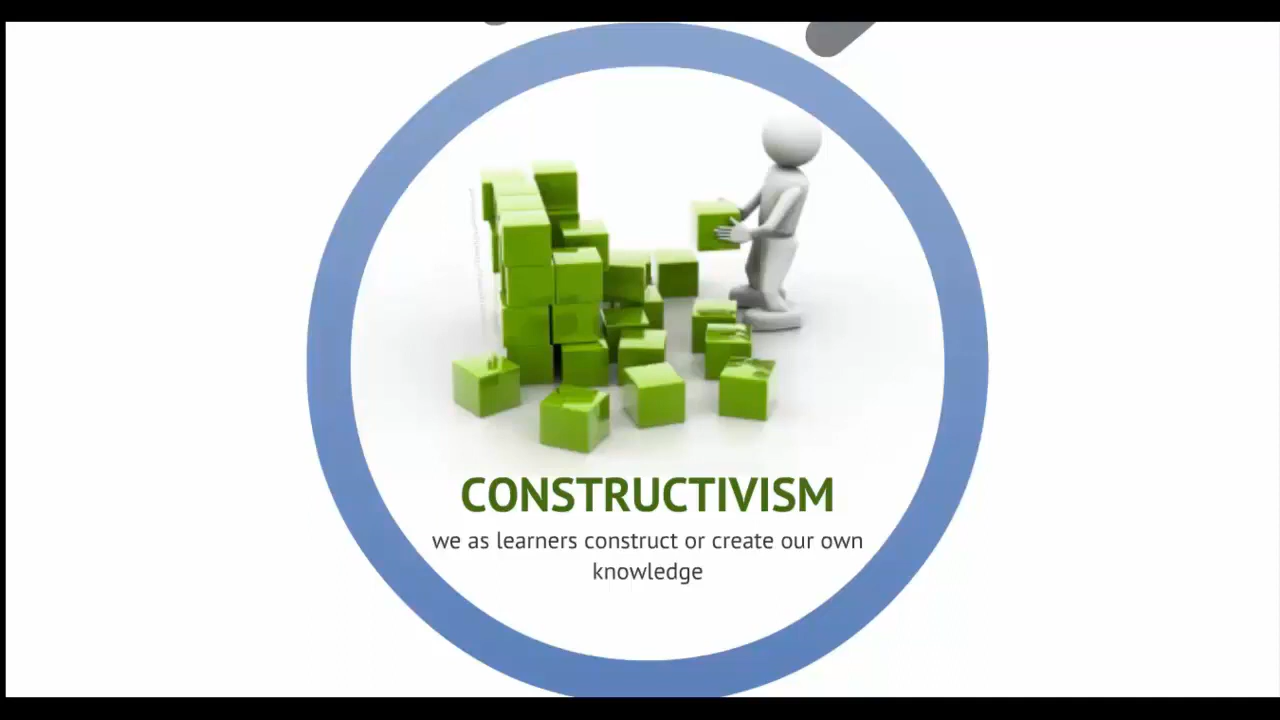 CONSTRUCTIVISM
we as learners construct or create our own
knowledge